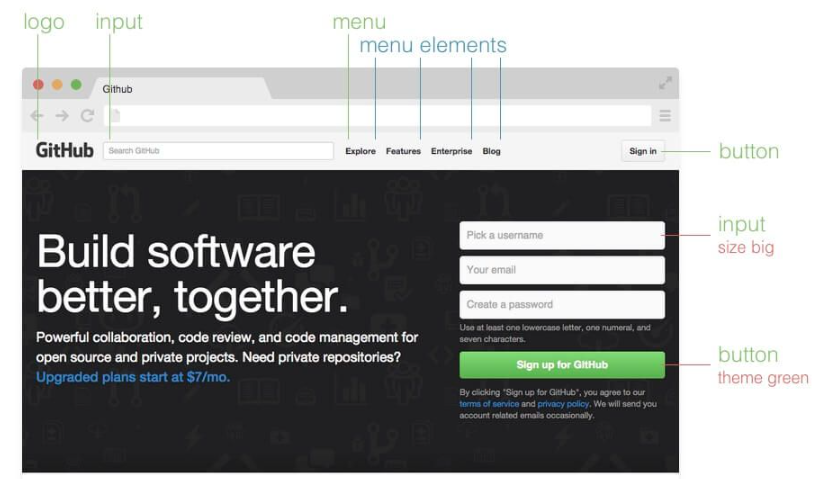 logo
input
menu
menu elements
Github
GitHub
Search GitHub
Explore Features Enterprise Blog
Sign in
button
Build software
better, together.
Powerful collaboration, code review, and code management for
open source and private projects. Need private repositories?
Upgraded plans start at $7/mo.
Pick a username
input
size big
Your email
Create a password
Use at least one lowercase letter, one numeral, and
seven characters.
Sign up for GitHub
button
theme green
By clicking "Sign up for GitHub", you agree to our
terms of service and privacy policy. We will send you
account related emails occasionally.